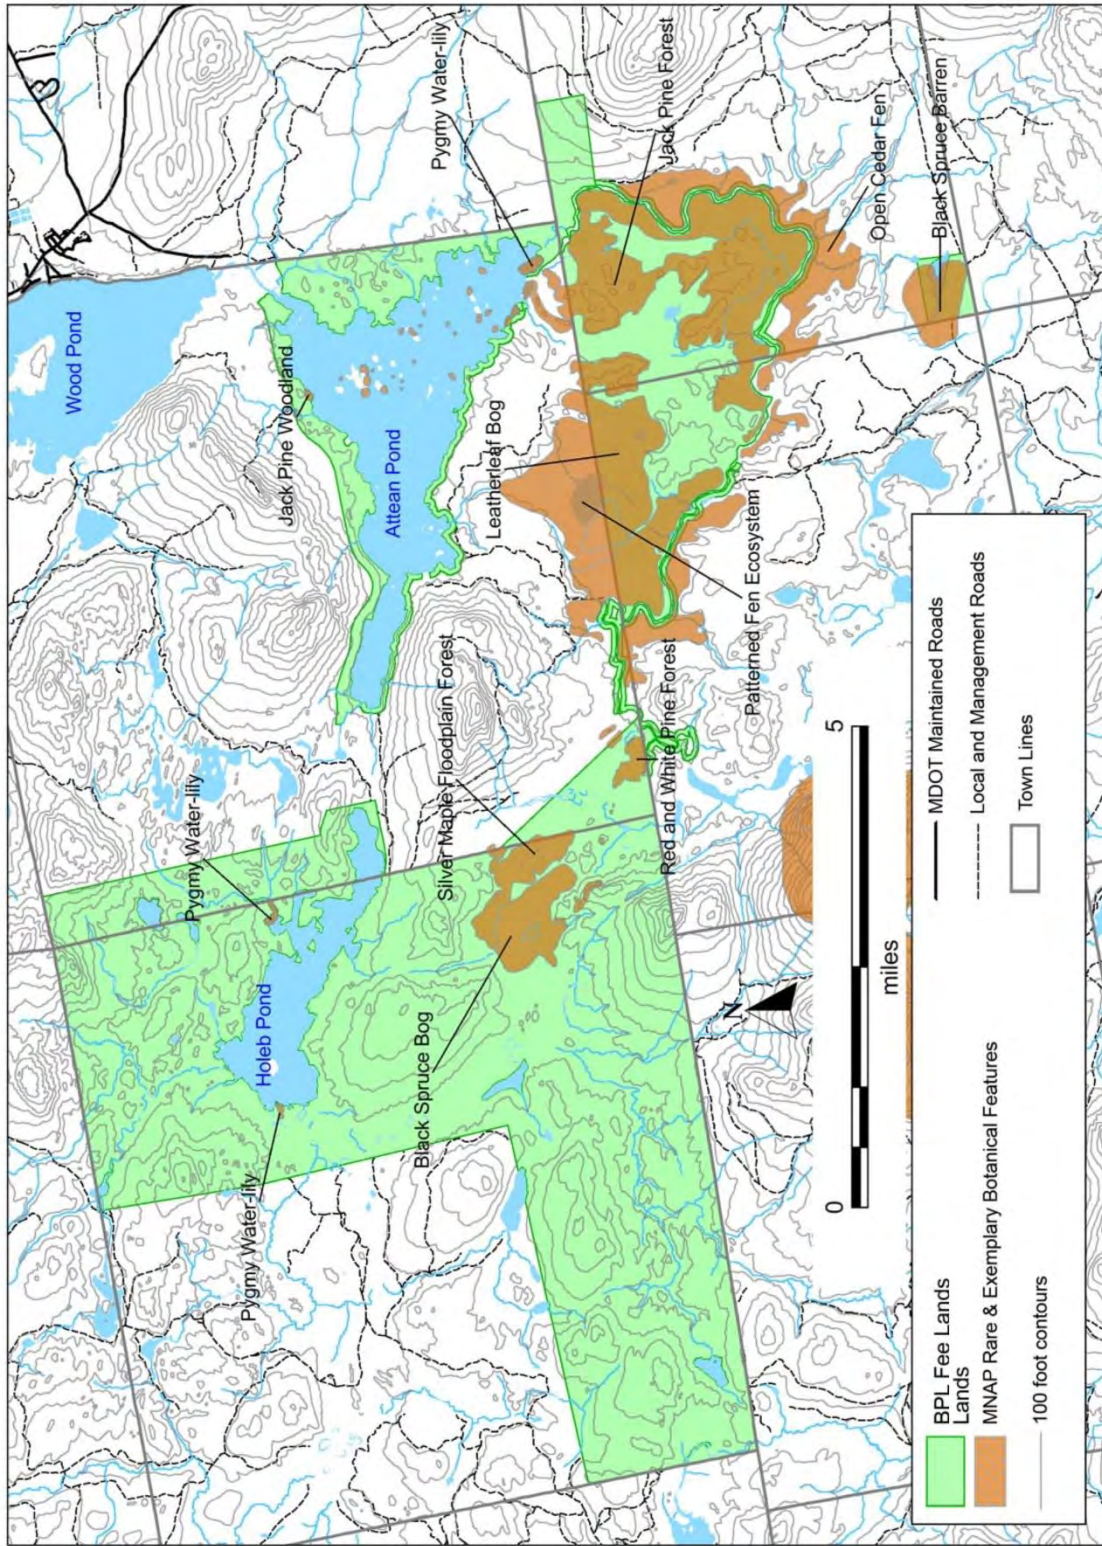 31
Wood Pond
Pygmy Water-lily
Jack Pine Forest
Jack Pine Woodland
Attean Pond
Open Cedar Fen
Black Spruce Barren
Leatherleaf Bog
Patterned Fen Ecosystem
Silver Maple Floodplain Forest
Red and White Pine Forest
Pygmy Water-lily
Holeb Pond
Black Spruce Bog
Pygmy Water-lily
N
0
5
miles
BPL Fee Lands
Lands
MNAP Rare & Exemplary Botanical Features
100 foot contours
MDOT Maintained Roads
Local and Management Roads
Town Lines